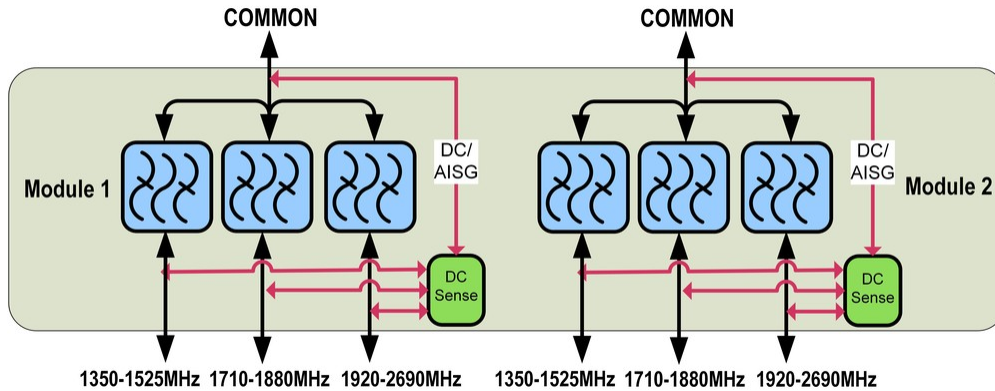 COMMON
COMMON
DC/
AISG
DC/
AISG
Module 1
Module 2
DC
Sense
DC
Sense
1350-1525MHz
1710-1880MHz
1920-2690MHz
1350-1525MHz
1710-1880MHz
1920-2690MHz